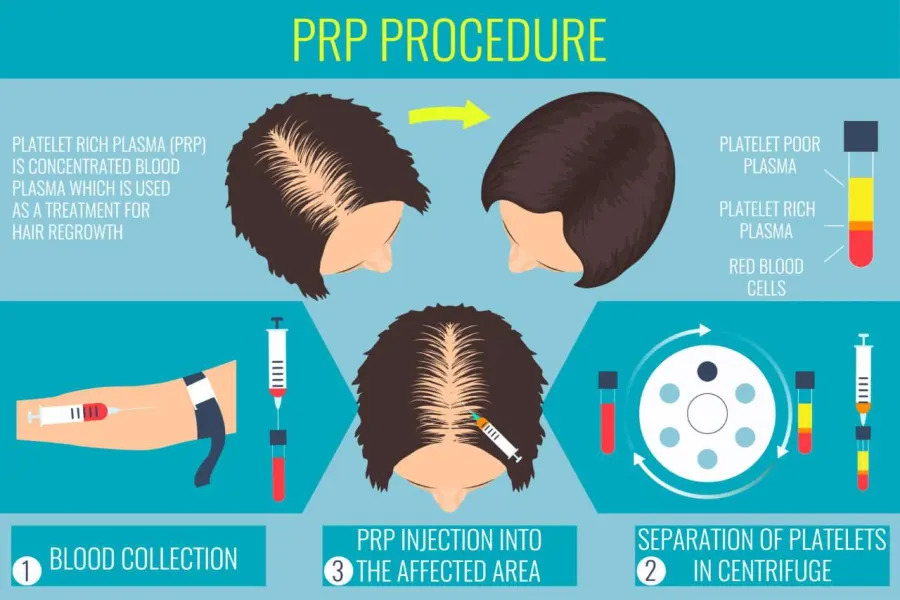 PRP PROCEDURE
PLATELET RICH PLASMA (PRP)
IS CONCENTRATED BLOOD
PLASMA WHICH IS USED
AS A TREATMENT FOR
HAIR REGROWTH
PLATELET POOR
PLASMA
PLATELET RICH
PLASMA
RED BLOOD
CELLS
1 BLOOD COLLECTION
PRP INJECTION INTO
3 THE AFFECTED AREA
SEPARATION OF PLATELETS
2 IN CENTRIFUGE